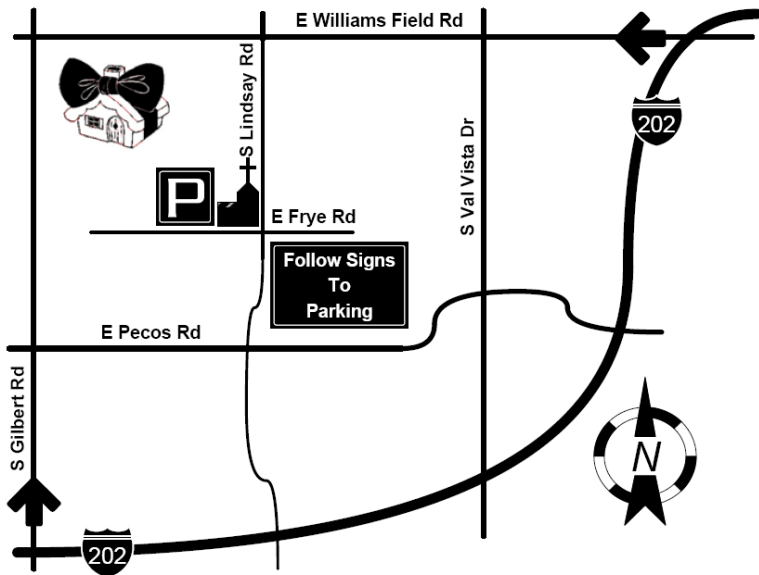 E Williams Field Rd
S Lindsay Rd
202
S Val Vista Dr
P
E Frye Rd
Follow Signs
To
Parking
E Pecos Rd
S Gilbert Rd
N
202